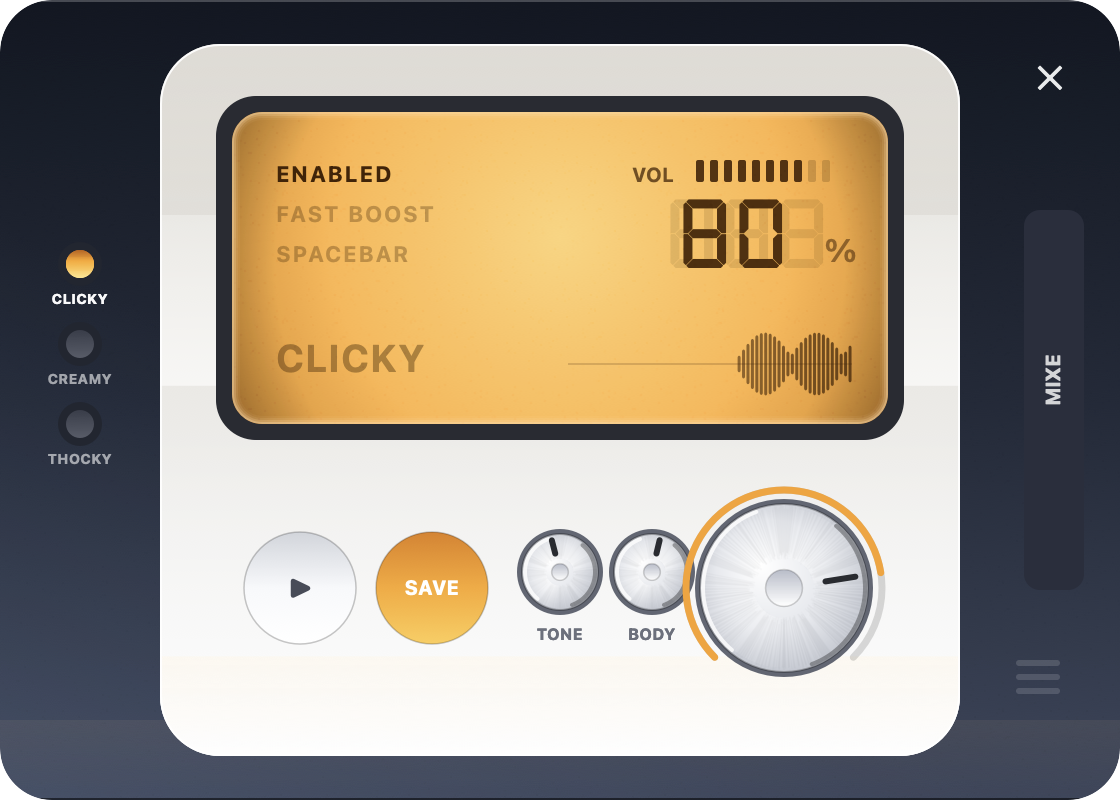 ENABLED
VOL
FAST BOOST
80%
SPACEBAR
CLICKY
CLICKY
CREAMY
THOCKY
MIXE
SAVE
TONE
BODY